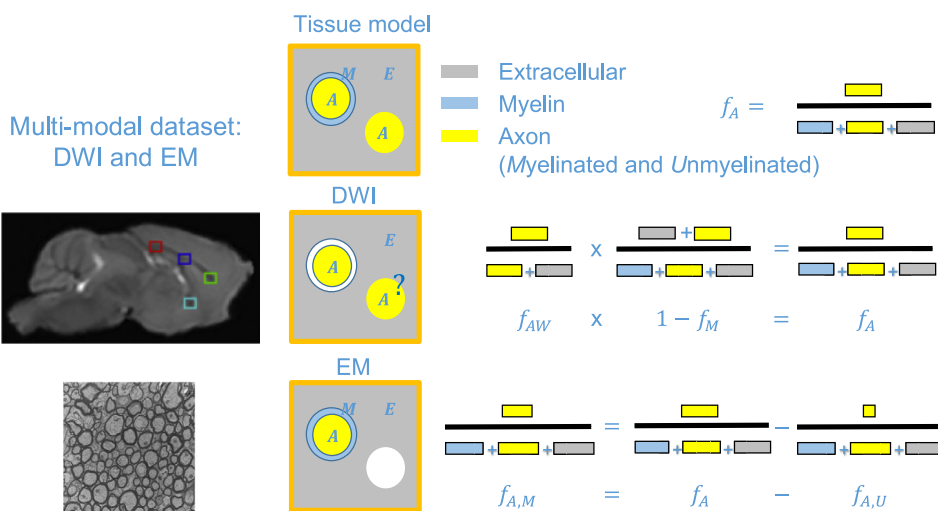 Tissue model
M E
A
A
Extracellular
Myelin
Axon
(Myelinated and Unmyelinated)
f_A =
+ +
Multi-modal dataset:
DWI and EM
DWI
E
A
A ?
x + =
+ + + + +
f_AW x 1 − f_M = f_A
EM
M E
A
= −
+ + + + + +
f_A,M = f_A − f_A,U